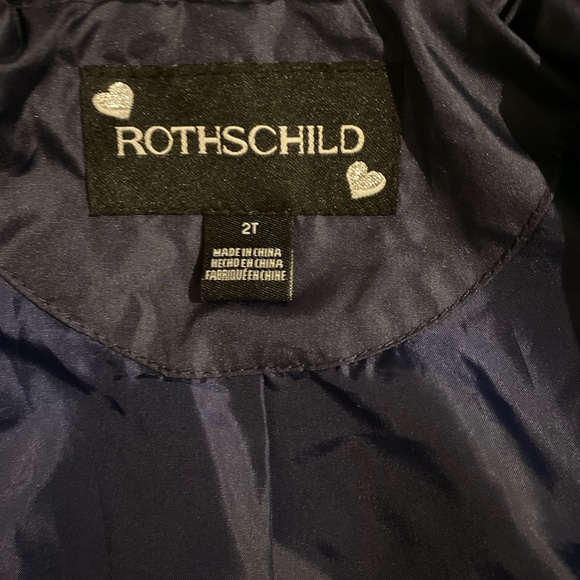 ROTHSCHILD
2T
MADE IN CHINA
HECHO EN CHINA
FABRIQUÉ EN CHINE